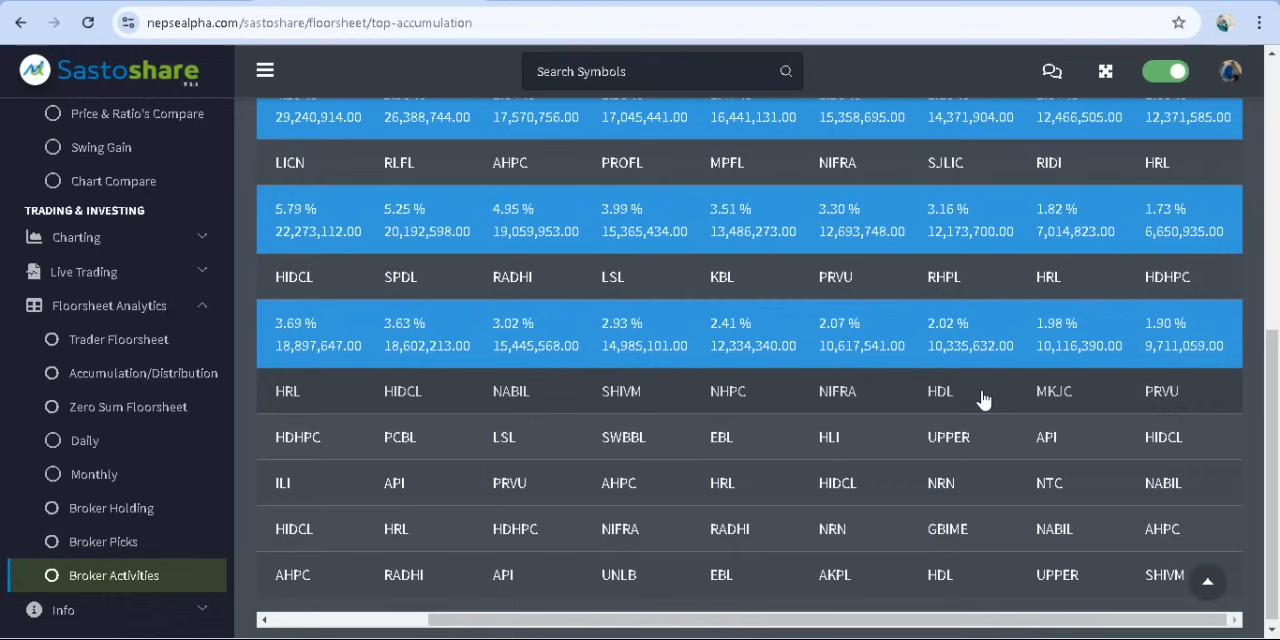 nepsealpha.com/sastoshare/floorsheet/top-accumulation
Sastoshare
V3.1
Search Symbols
Price & Ratio's Compare
Swing Gain
Chart Compare
TRADING & INVESTING
Charting
Live Trading
Floorsheet Analytics
Trader Floorsheet
Accumulation/Distribution
Zero Sum Floorsheet
Daily
Monthly
Broker Holding
Broker Picks
Broker Activities
Info
29,240,914.00 26,388,744.00 17,570,756.00 17,045,441.00 16,441,131.00 15,358,695.00 14,371,904.00 12,466,505.00 12,371,585.00
LICN RLFL AHPC PROFL MPFL NIFRA SJLIC RIDI HRL
5.79 % 5.25 % 4.95 % 3.99 % 3.51 % 3.30 % 3.16 % 1.82 % 1.73 %
22,273,112.00 20,192,598.00 19,059,953.00 15,365,434.00 13,486,273.00 12,693,748.00 12,173,700.00 7,014,823.00 6,650,935.00
HIDCL SPDL RADHI LSL KBL PRVU RHPL HRL HDHPC
3.69 % 3.63 % 3.02 % 2.93 % 2.41 % 2.07 % 2.02 % 1.98 % 1.90 %
18,897,647.00 18,602,213.00 15,445,568.00 14,985,101.00 12,334,340.00 10,617,541.00 10,335,632.00 10,116,390.00 9,711,059.00
HRL HIDCL NABIL SHIVM NHPC NIFRA HDL MKJC PRVU
HDHPC PCBL LSL SWBBL EBL HLI UPPER API HIDCL
ILI API PRVU AHPC HRL HIDCL NRN NTC NABIL
HIDCL HRL HDHPC NIFRA RADHI NRN GBIME NABIL AHPC
AHPC RADHI API UNLB EBL AKPL HDL UPPER SHIVM